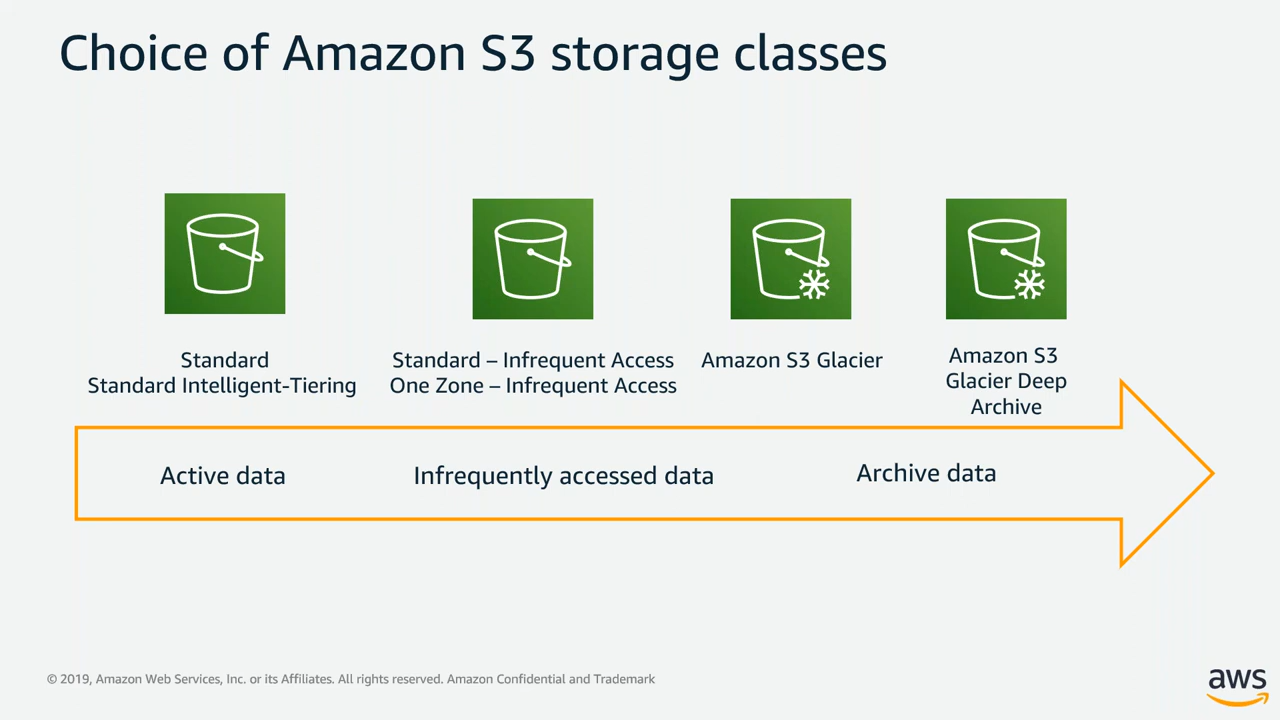 Choice of Amazon S3 storage classes
Standard
Standard Intelligent-Tiering
Standard – Infrequent Access
One Zone – Infrequent Access
Amazon S3 Glacier
Amazon S3
Glacier Deep
Archive
Active data
Infrequently accessed data
Archive data
© 2019, Amazon Web Services, Inc. or its Affiliates. All rights reserved. Amazon Confidential and Trademark
aws